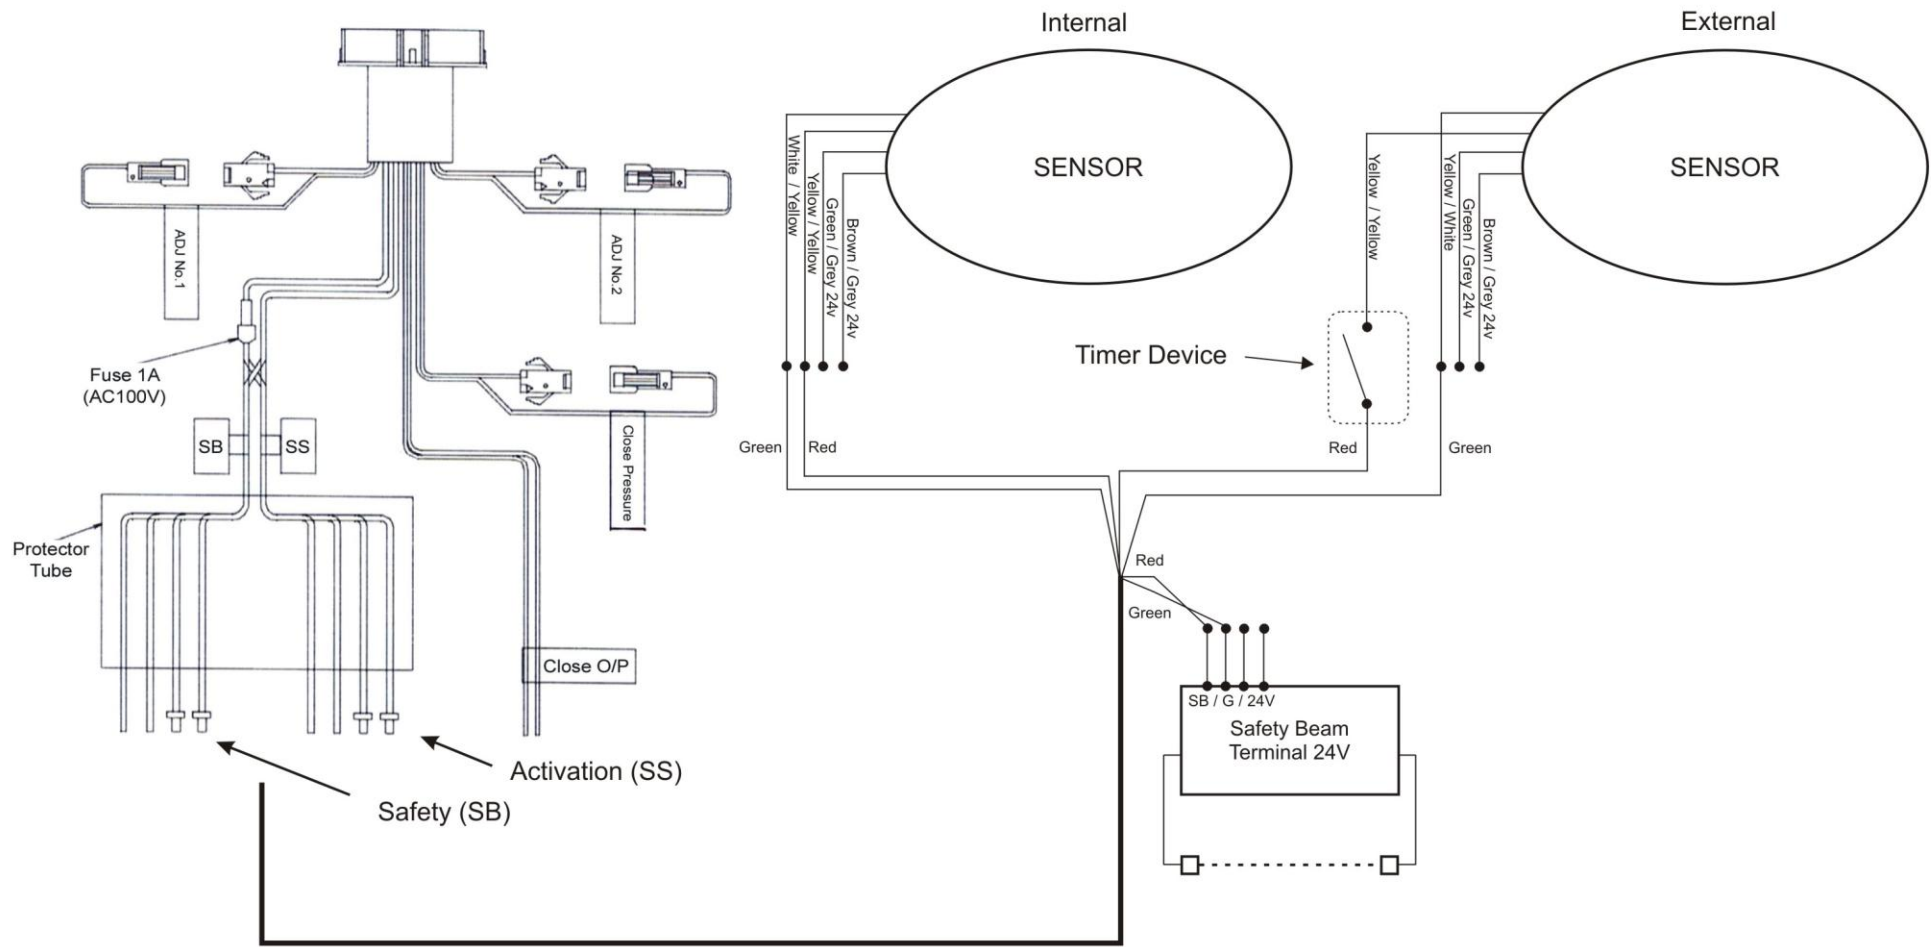 Internal
External
SENSOR
SENSOR
White / Yellow
Yellow / Yellow
Green / Grey 24v
Brown / Grey 24v
Yellow / Yellow
Yellow / White
Green / Grey 24v
Brown / Grey 24v
ADJ No.1
ADJ No.2
Timer Device
Fuse 1A
(AC100V)
SB
SS
Close Pressure
Green
Red
Red
Green
Protector
Tube
Red
Green
Close O/P
SB / G / 24V
Safety Beam
Terminal 24V
Activation (SS)
Safety (SB)